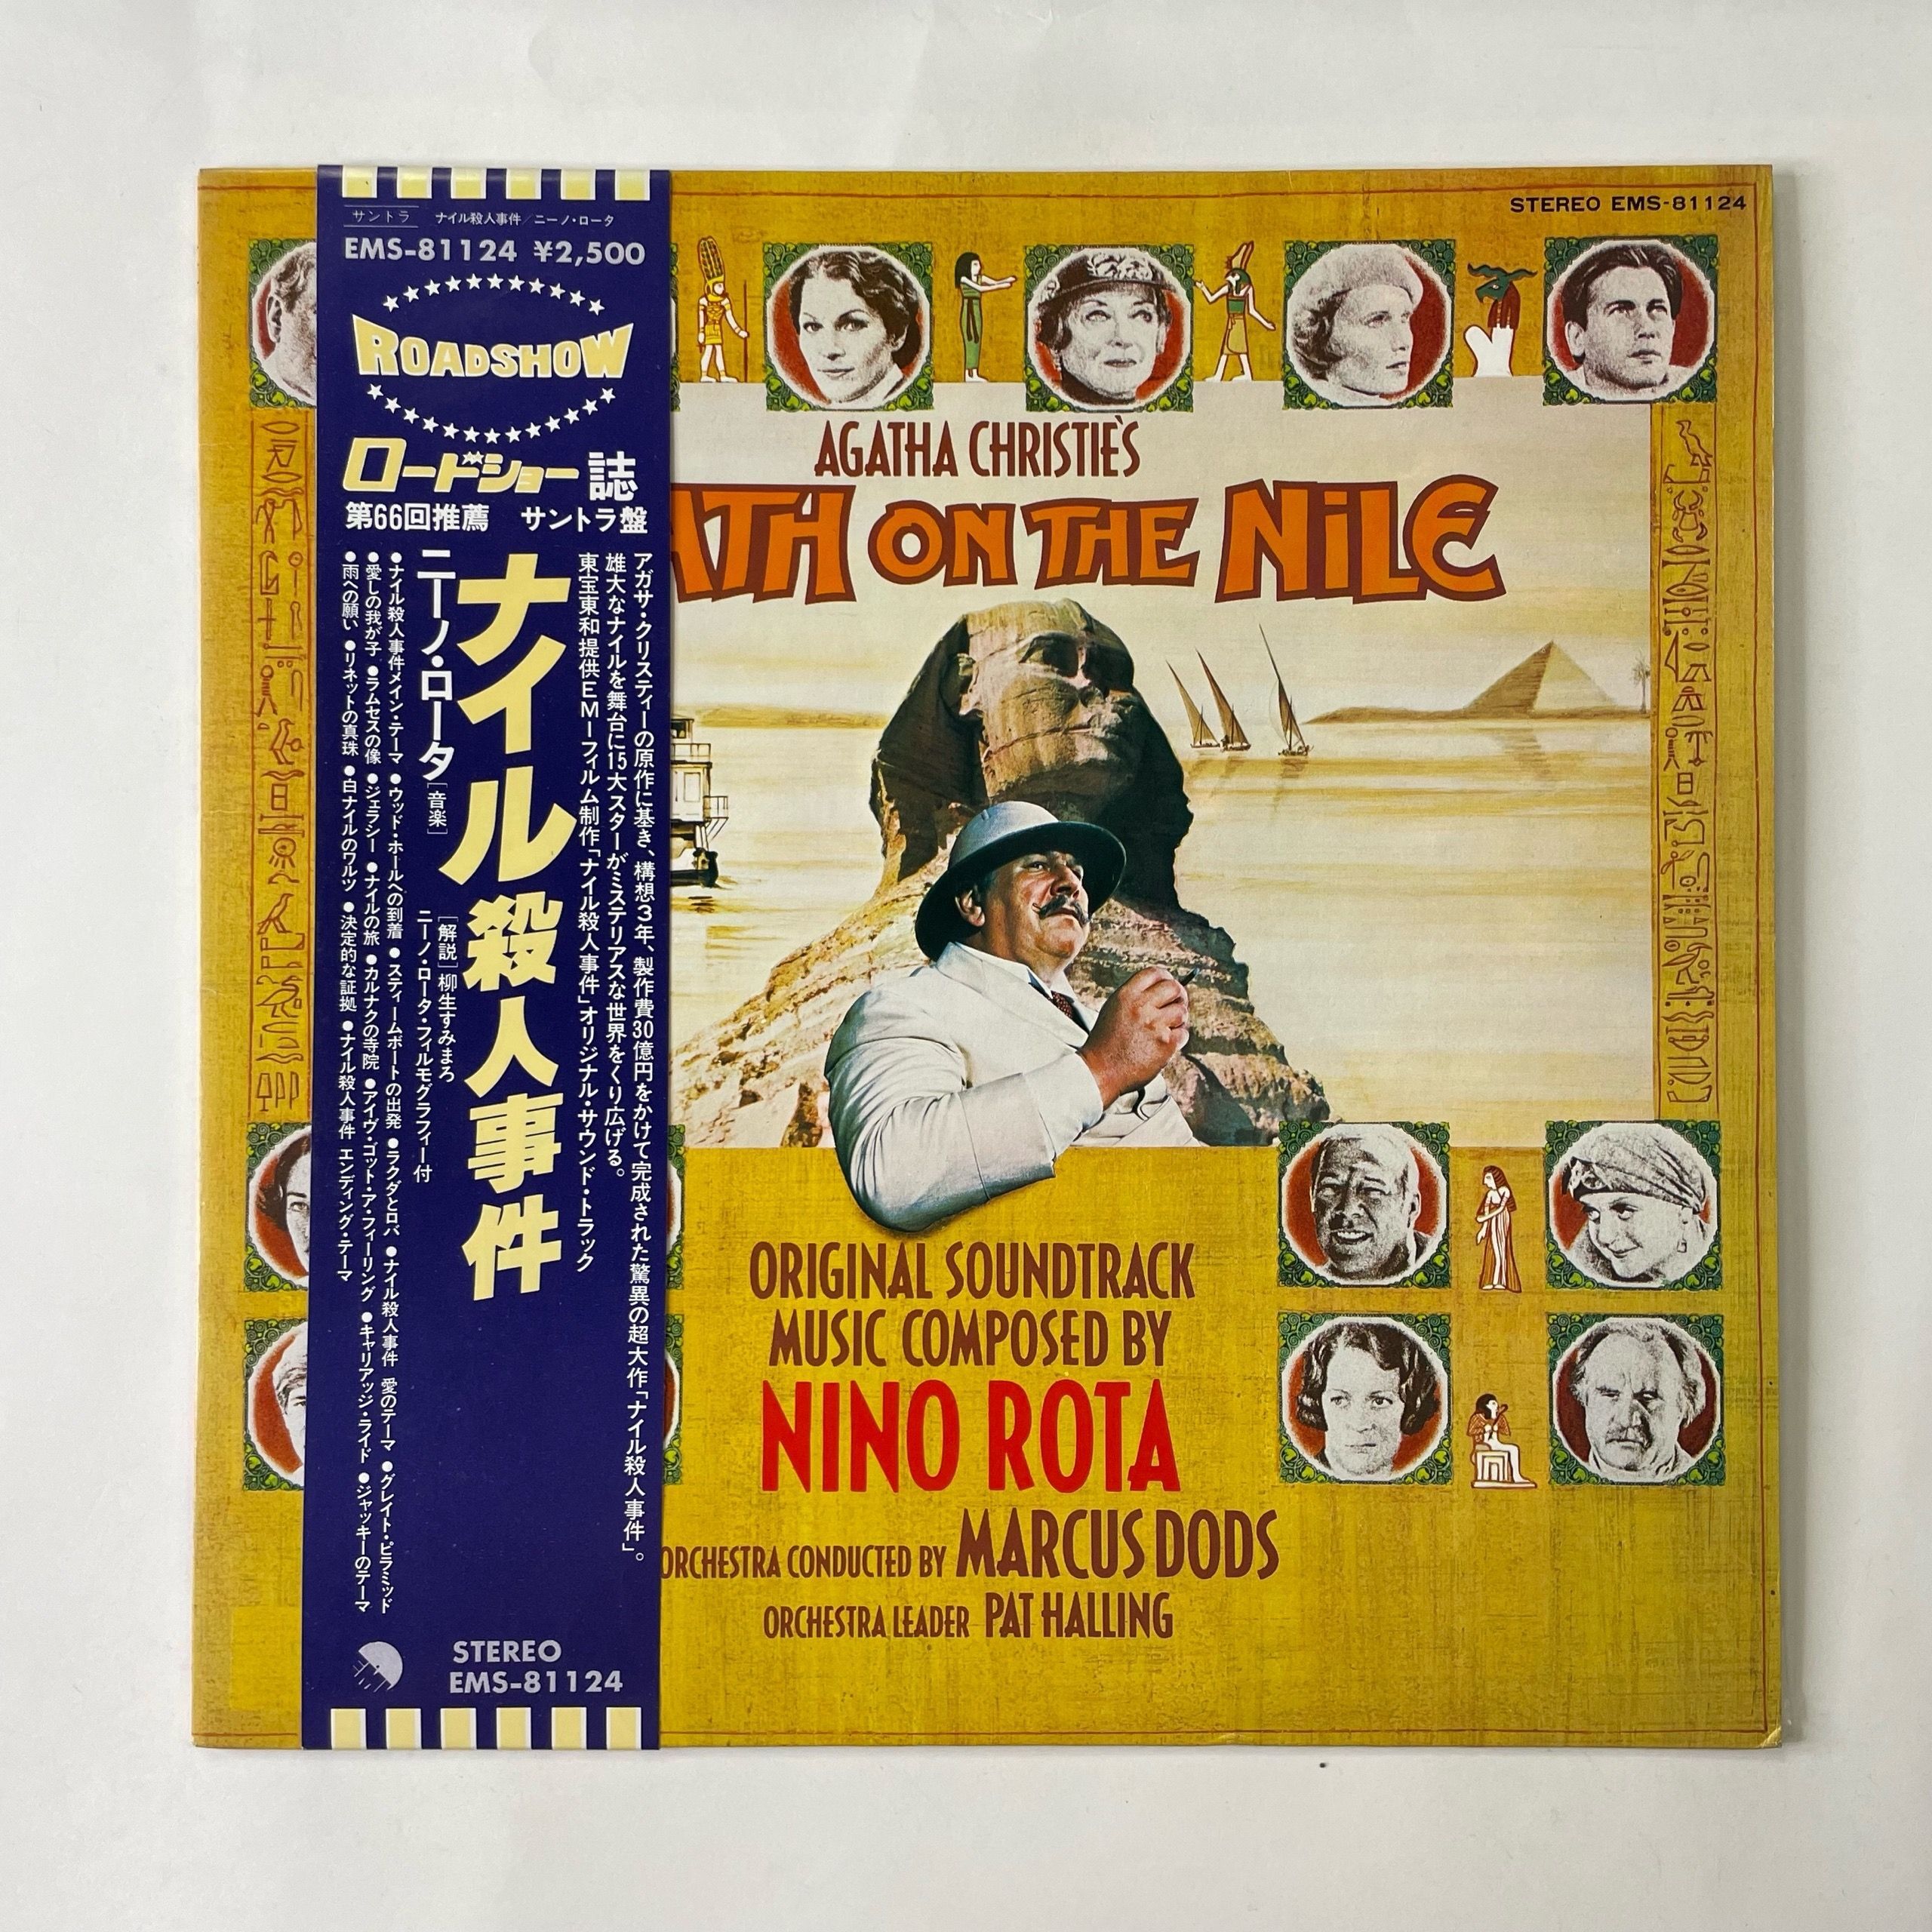 サントラ ナイル殺人事件/ニーノ・ロータ
EMS-81124 ¥2,500
ROADSHOW
ロードショー誌
第66回推薦 サントラ盤
アガサ・クリスティーの原作に基き、構想3年、製作費30億円をかけて完成された驚異の超大作「ナイル殺人事件」。
雄大なナイルを舞台に15大スターがミステリアスな世界をくり広げる。
東宝東和提供EMIフィルム制作「ナイル殺人事件」オリジナル・サウンド・トラック
ナイル殺人事件
ニーノ・ロータ[音楽]
[解説]柳生すみまろ
ニーノ・ロータ・フィルモグラフィー付
●ナイル殺人事件メイン・テーマ ●ウッド・ホールへの到着 ●スティームボートの出発 ●ラクダとロバ ●ナイル殺人事件 愛のテーマ ●グレイト・ピラミッド
●愛しの我が子 ●ラムセスの像 ●ジェラシー ●ナイルの旅 ●カルナクの寺院 ●アイヴ・ゴット・ア・フィーリング ●キャリアッジ・ライド ●ジャッキーのテーマ
●雨への願い ●リネットの真珠 ●白ナイルのワルツ ●決定的な証拠 ●ナイル殺人事件 エンディング・テーマ
STEREO
EMS-81124
STEREO EMS-81124
AGATHA CHRISTIE'S
ATH ON THE NILE
ORIGINAL SOUNDTRACK
MUSIC COMPOSED BY
NINO ROTA
ORCHESTRA CONDUCTED BY MARCUS DODS
ORCHESTRA LEADER PAT HALLING